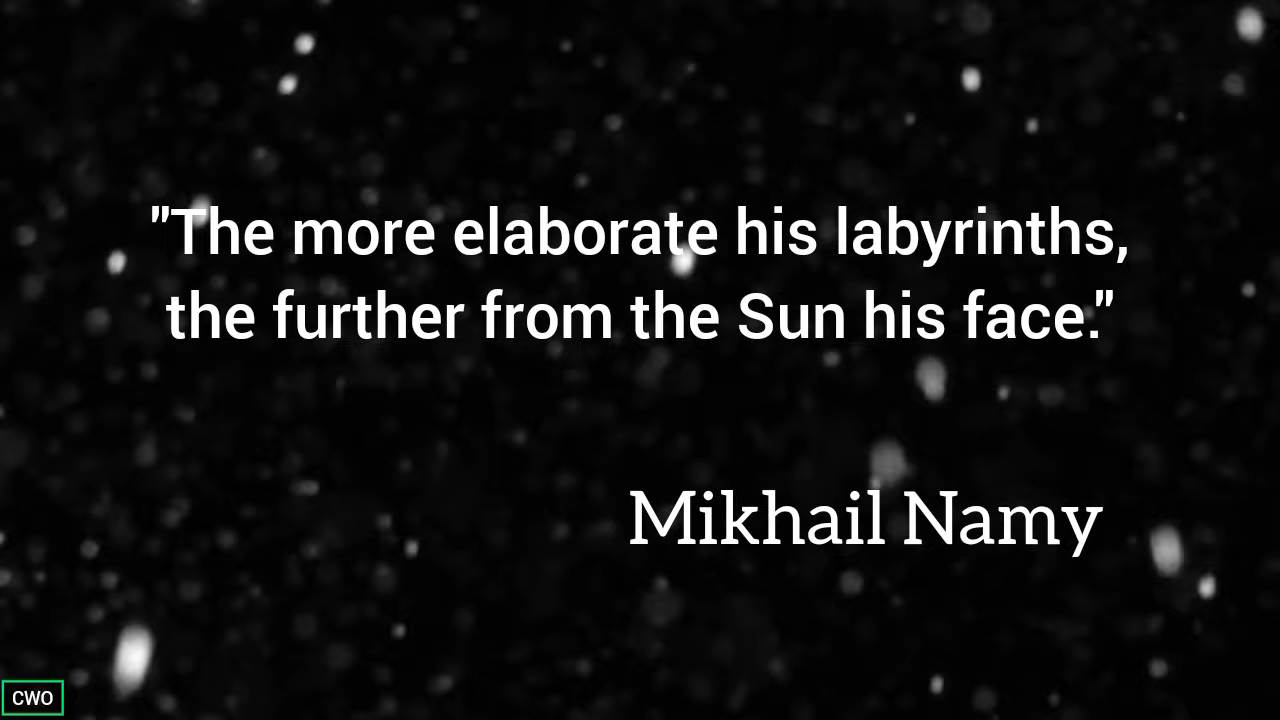 "The more elaborate his labyrinths,
the further from the Sun his face."
Mikhail Namy
CWO